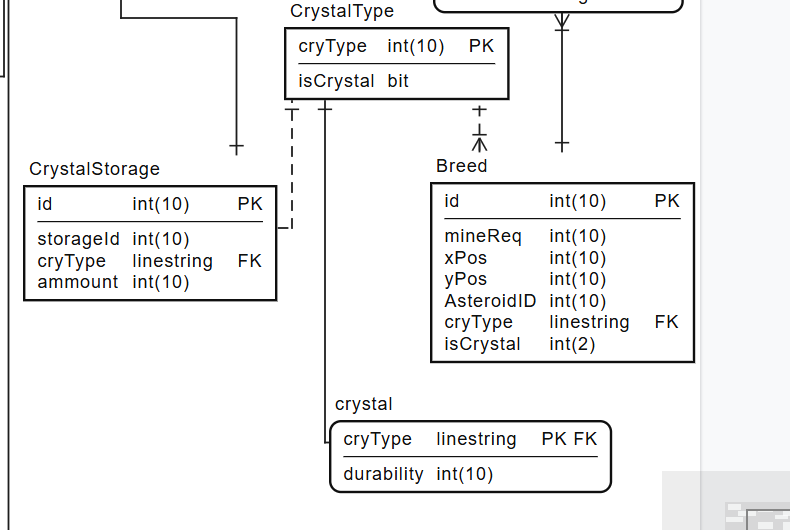 CrystalType
cryType int(10) PK
isCrystal bit
CrystalStorage
id int(10) PK
storageId int(10)
cryType linestring FK
ammount int(10)
Breed
id int(10) PK
mineReq int(10)
xPos int(10)
yPos int(10)
AsteroidID int(10)
cryType linestring FK
isCrystal int(2)
crystal
cryType linestring PK FK
durability int(10)